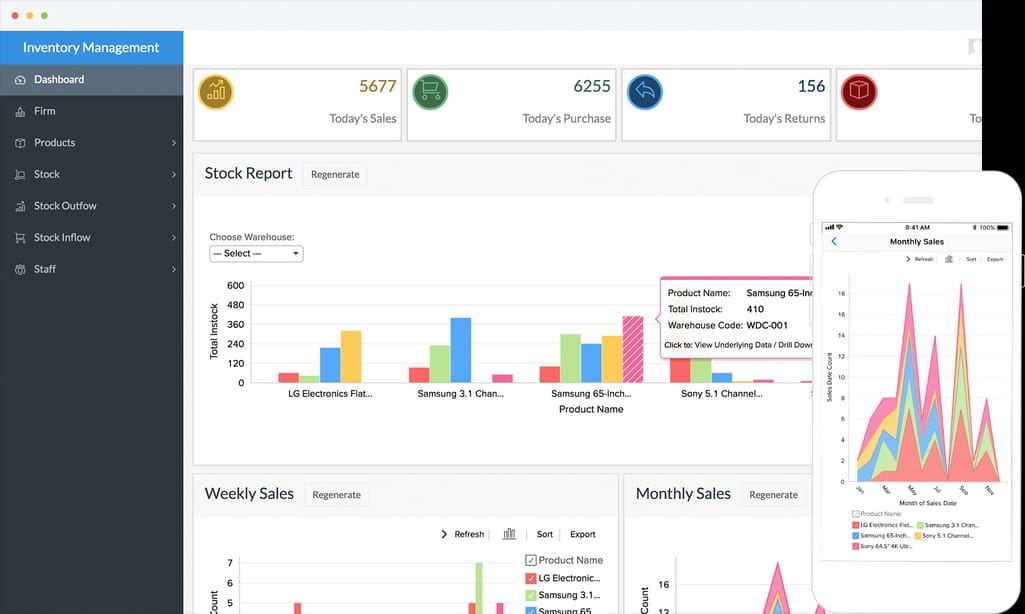 Inventory Management
Dashboard
Firm
Products
Stock
Stock Outfow
Stock Inflow
Staff
5677
Today's Sales
6255
Today's Purchase
156
Today's Returns
To
Stock Report
Regenerate
Choose Warehouse:
--- Select ---
Total Instock
600
480
360
240
120
0
LG Electronics Flat...
Samsung 3.1 Chan...
Samsung 65-Inch...
Sony 5.1 Channel...
Product Name
Product Name: Samsung 65-Inc
Total Instock: 410
Warehouse Code: WDC-001
Click to: View Underlying Data / Drill Down
Weekly Sales
Regenerate
Refresh
Sort
Export
7
6
5
ount
Product Name
LG Electronic...
Samsung 3.1...
Samsung 65
Monthly Sales
Regenerate
Count
16
12
9:41 AM
100%
Monthly Sales
Refresh
Sort
Export
Sales Date Count
18
16
14
12
10
8
6
4
2
0
Jan
Mar
May
Jul
Sep
Nov
Month of Sales Date
Product Name
LG Electronics Flat...
Samsung 3.1 Chan...
Samsung 65-Inch...
Sony 5.1 Channel...
Sony 64.5" 4K Ultr...